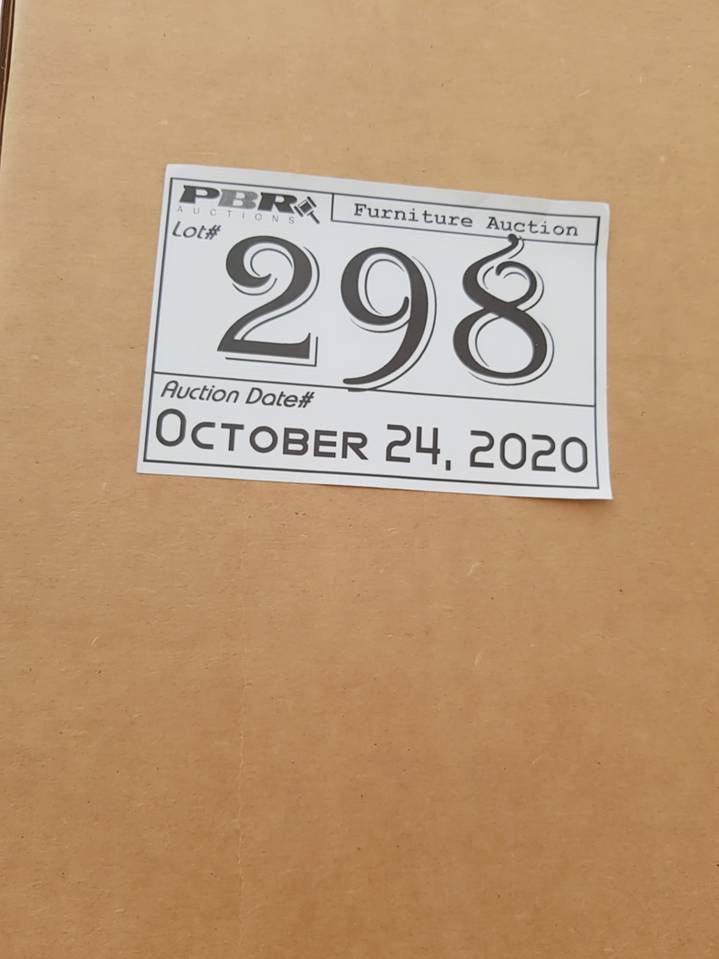 PBR
AUCTIONS
Furniture Auction
Lot#
298
Auction Date#
OCTOBER 24, 2020